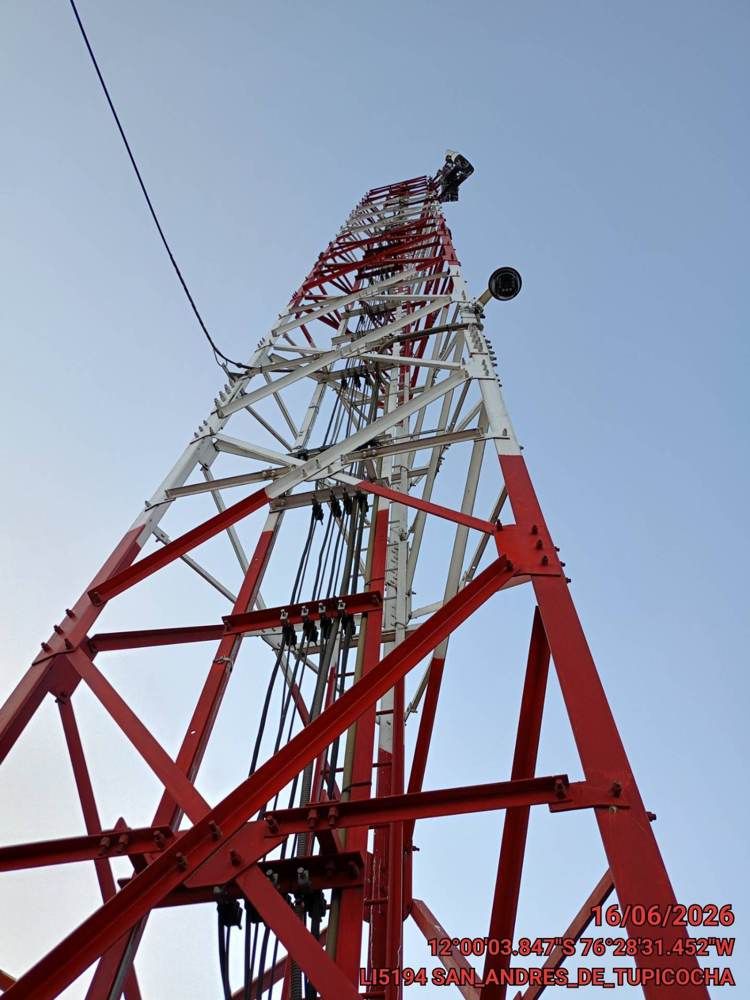 16/06/2026
12°00'03.847"S 76°28'31.452"W
LI5194 SAN_ANDRES_DE_TUPICOCHA